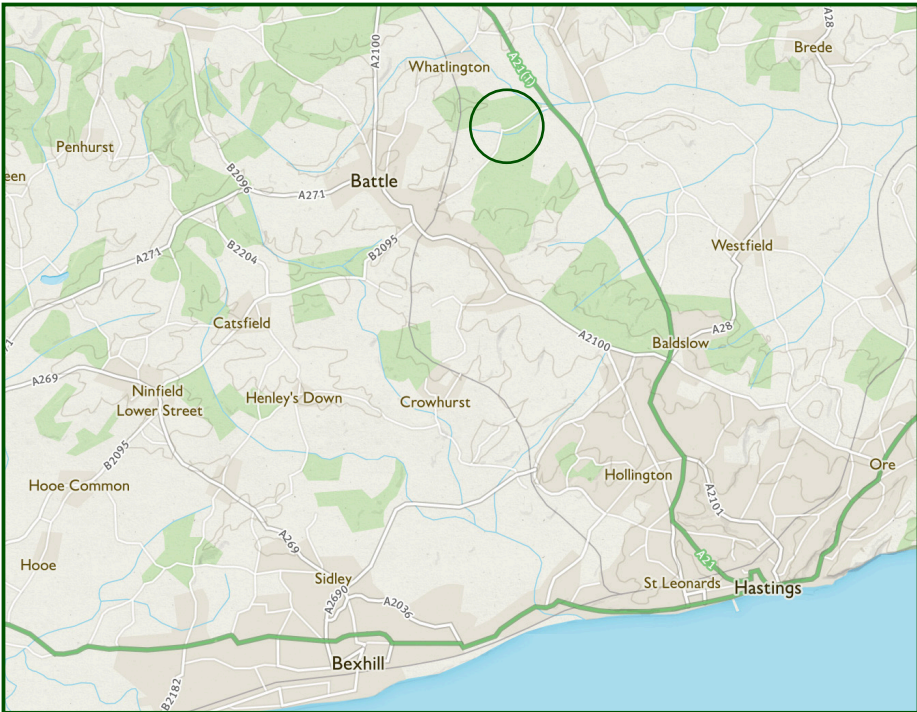 A28
A2100
Brede
Whatlington
A21(T)
Penhurst
een
B2096
Battle
A271
B2095
Westfield
A271
B2204
Catsfield
A28
71
A2100
Baldslow
A269
Ninfield
Lower Street
Henley's Down
Crowhurst
B2095
Ore
Hollington
Hooe Common
A2101
A269
Hooe
A21
Sidley
St Leonards
Hastings
A2690
A2036
Bexhill
B2182